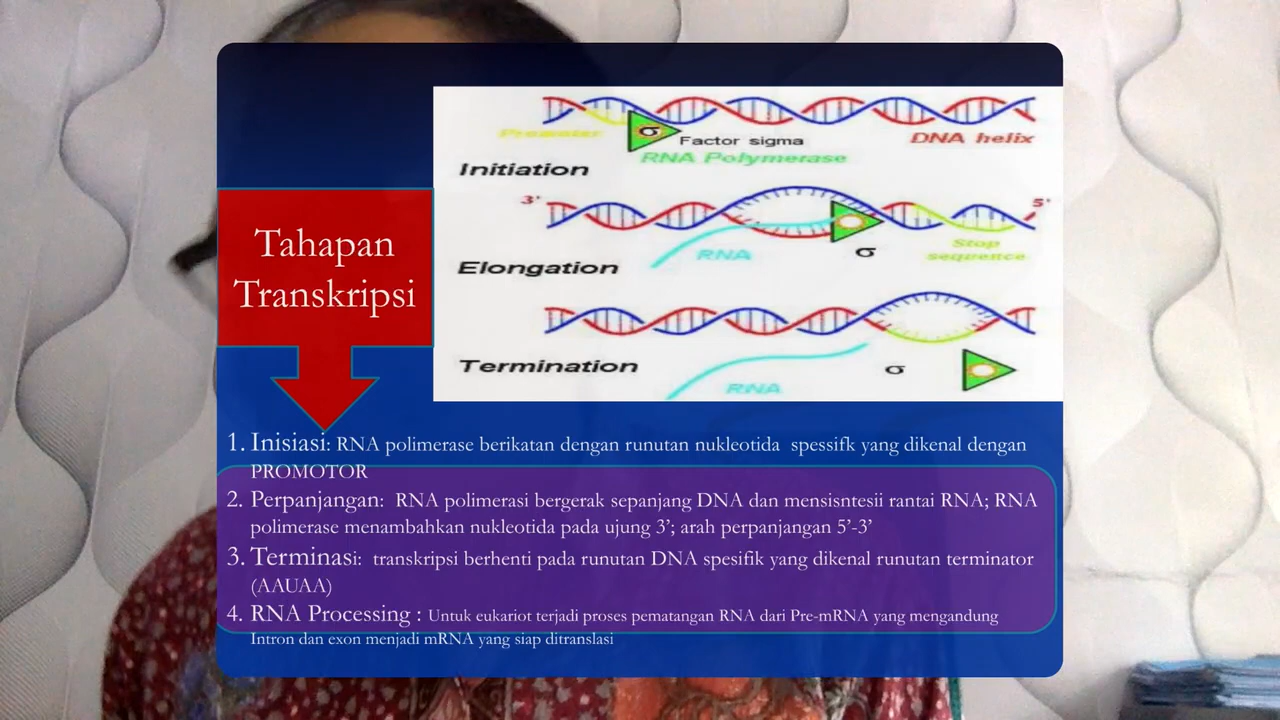 Promoter
σ
Factor sigma
DNA helix
RNA Polymerase
Initiation
3'
5'
RNA
σ
Stop
sequence
Elongation
Termination
σ
RNA
Tahapan
Transkripsi
1. Inisiasi: RNA polimerase berikatan dengan runutan nukleotida spessifk yang dikenal dengan
PROMOTOR
2. Perpanjangan: RNA polimerasi bergerak sepanjang DNA dan mensisntesii rantai RNA; RNA
polimerase menambahkan nukleotida pada ujung 3’; arah perpanjangan 5’-3’
3. Terminasi: transkripsi berhenti pada runutan DNA spesifik yang dikenal runutan terminator
(AAUAA)
4. RNA Processing : Untuk eukariot terjadi proses pematangan RNA dari Pre-mRNA yang mengandung
Intron dan exon menjadi mRNA yang siap ditranslasi